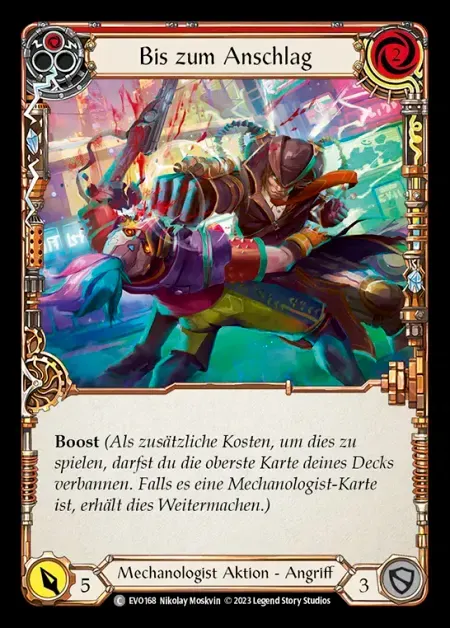 Bis zum Anschlag
2
Boost (Als zusätzliche Kosten, um dies zu
spielen, darfst du die oberste Karte deines Decks
verbannen. Falls es eine Mechanologist-Karte
ist, erhält dies Weitermachen.)
5
Mechanologist Aktion - Angriff
3
C EVO168 Nikolay Moskvin © 2023 Legend Story Studios